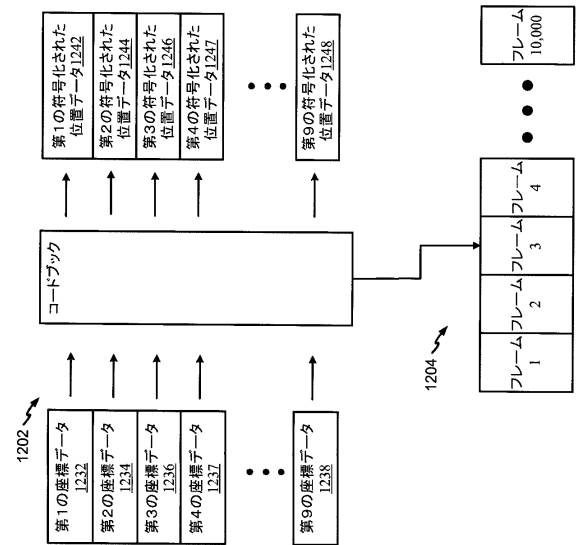 1202
第1の座標データ
1232
第2の座標データ
1234
第3の座標データ
1236
第4の座標データ
1237
第9の座標データ
1238
コードブック
第1の符号化された
位置データ1242
第2の符号化された
位置データ1244
第3の符号化された
位置データ1246
第4の符号化された
位置データ1247
第9の符号化された
位置データ1248
1204
フレーム
1
フレーム
2
フレーム
3
フレーム
4
フレーム
10,000